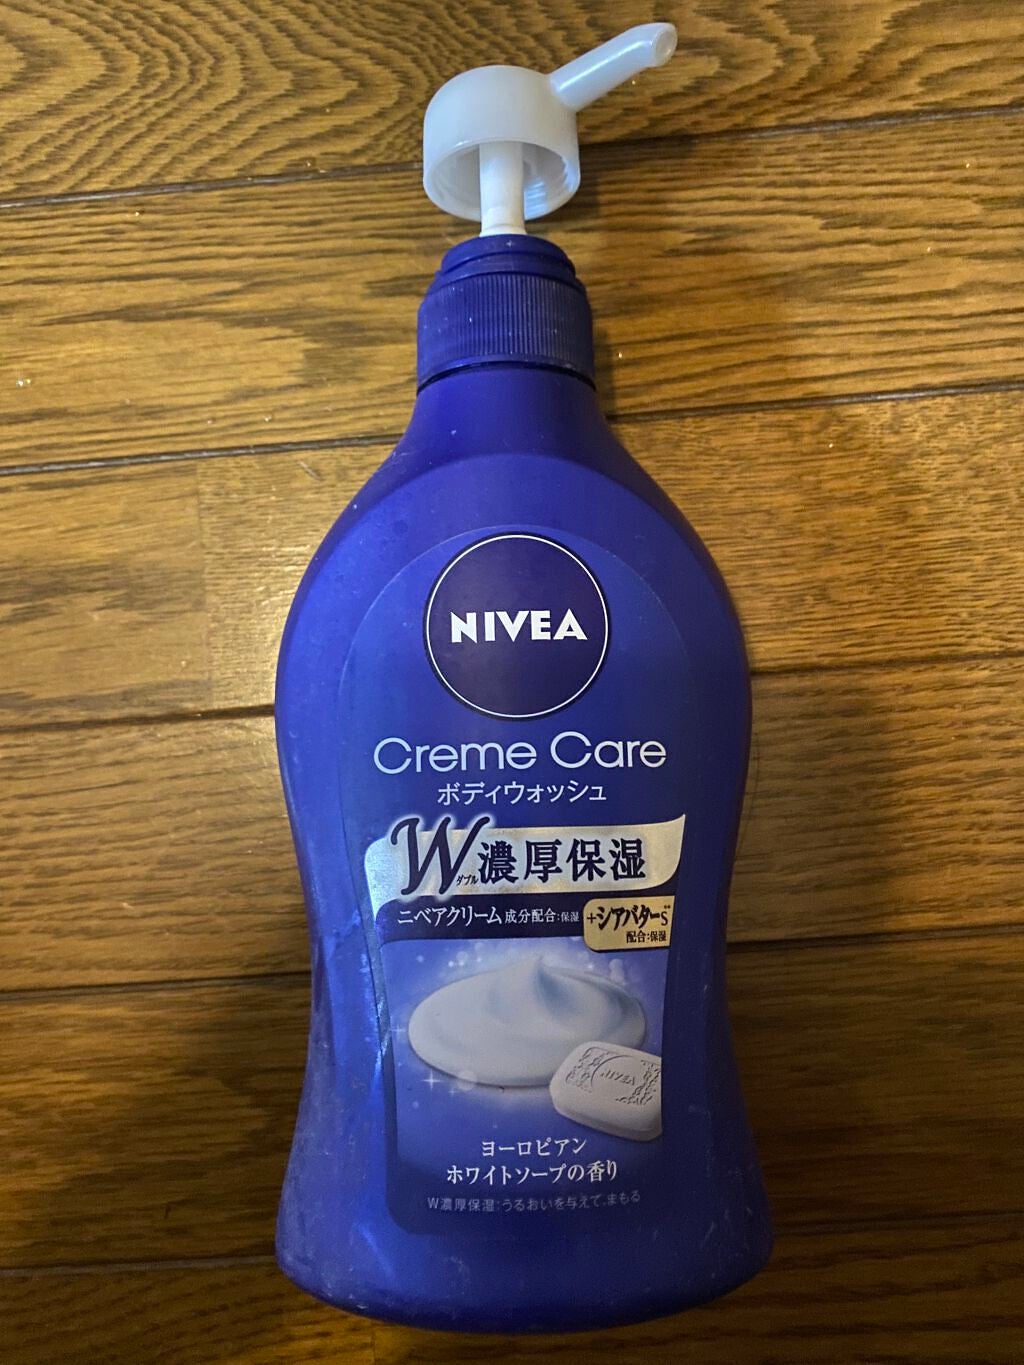 NIVEA
Creme Care
ボディウォッシュ
W濃厚保湿
ダブル
ニベアクリーム成分配合:保湿
+シアバターS
配合:保湿
NIVEA
ヨーロピアン
ホワイトソープの香り
W濃厚保湿:うるおいを与えて、まもる